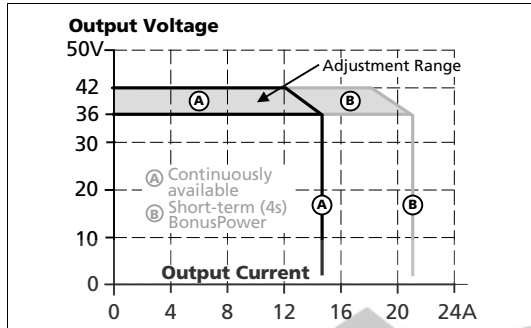 Output Voltage
50V
Adjustment Range
42
A
B
36
30
A Continuously
available
20
B Short-term (4s)
BonusPower
A
B
10
Output Current
0
0 4 8 12 16 20 24A